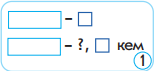 –
– ?, кем
1